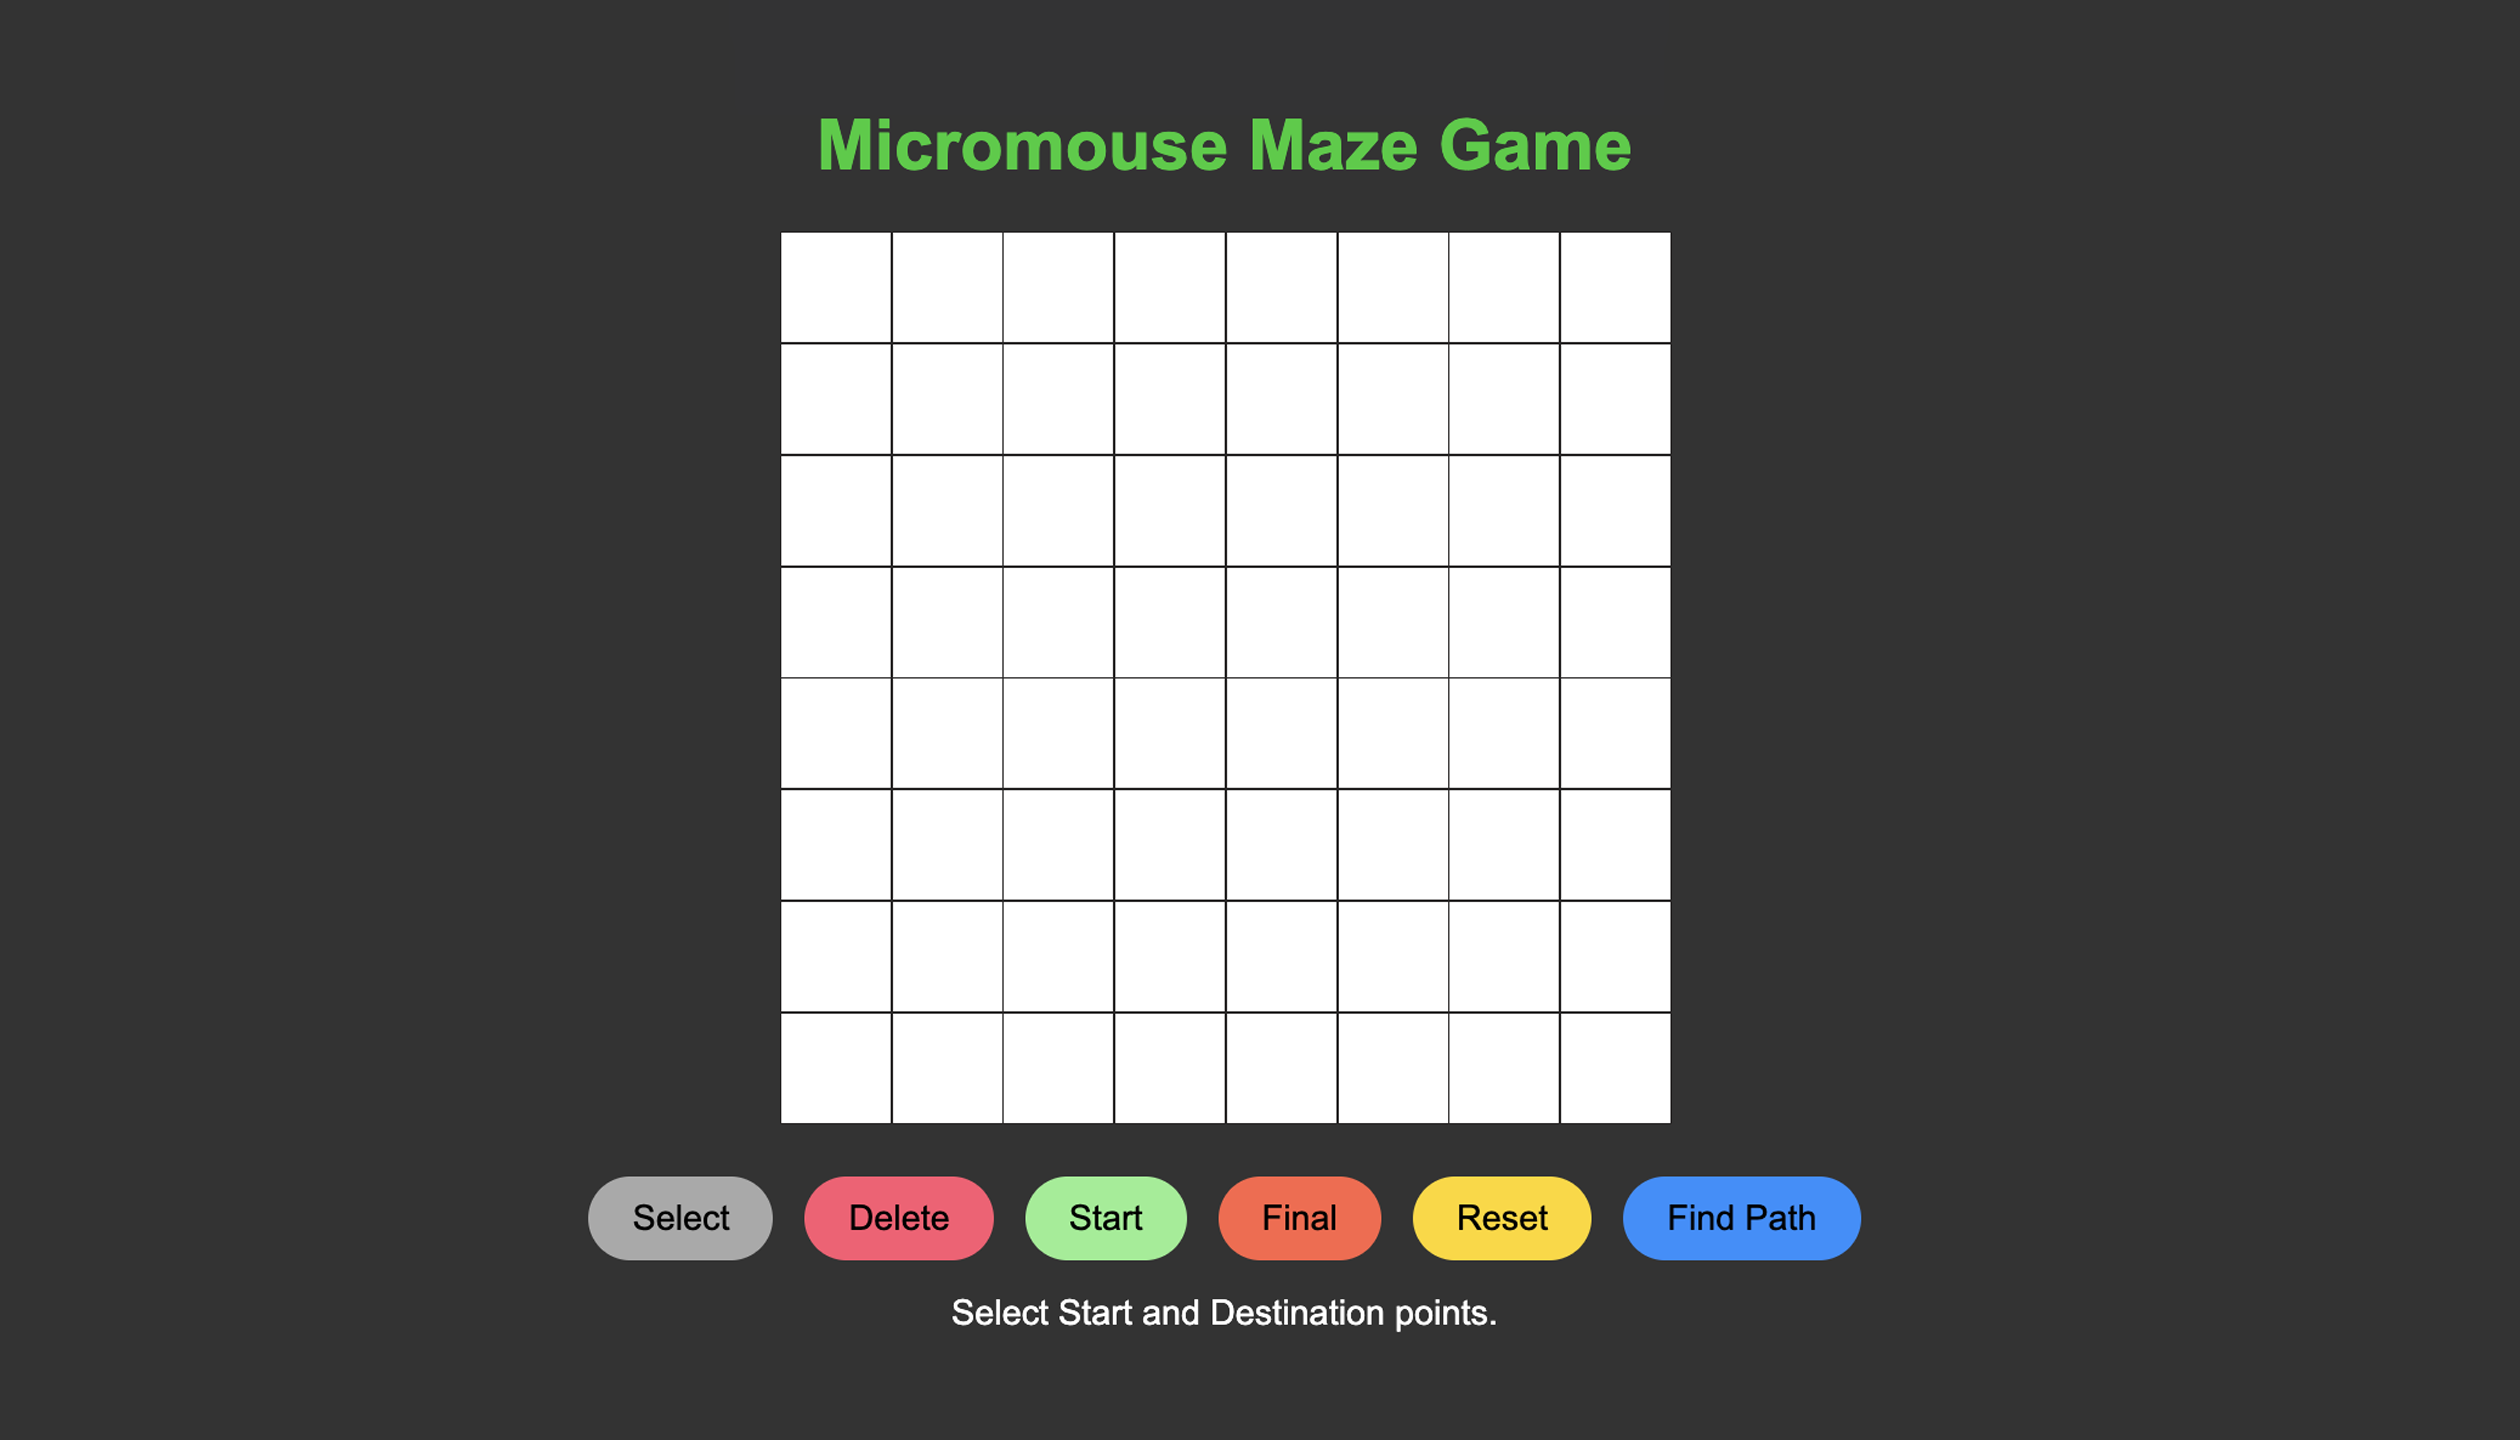 Micromouse Maze Game
Select Delete Start Final Reset Find Path
Select Start and Destination points.